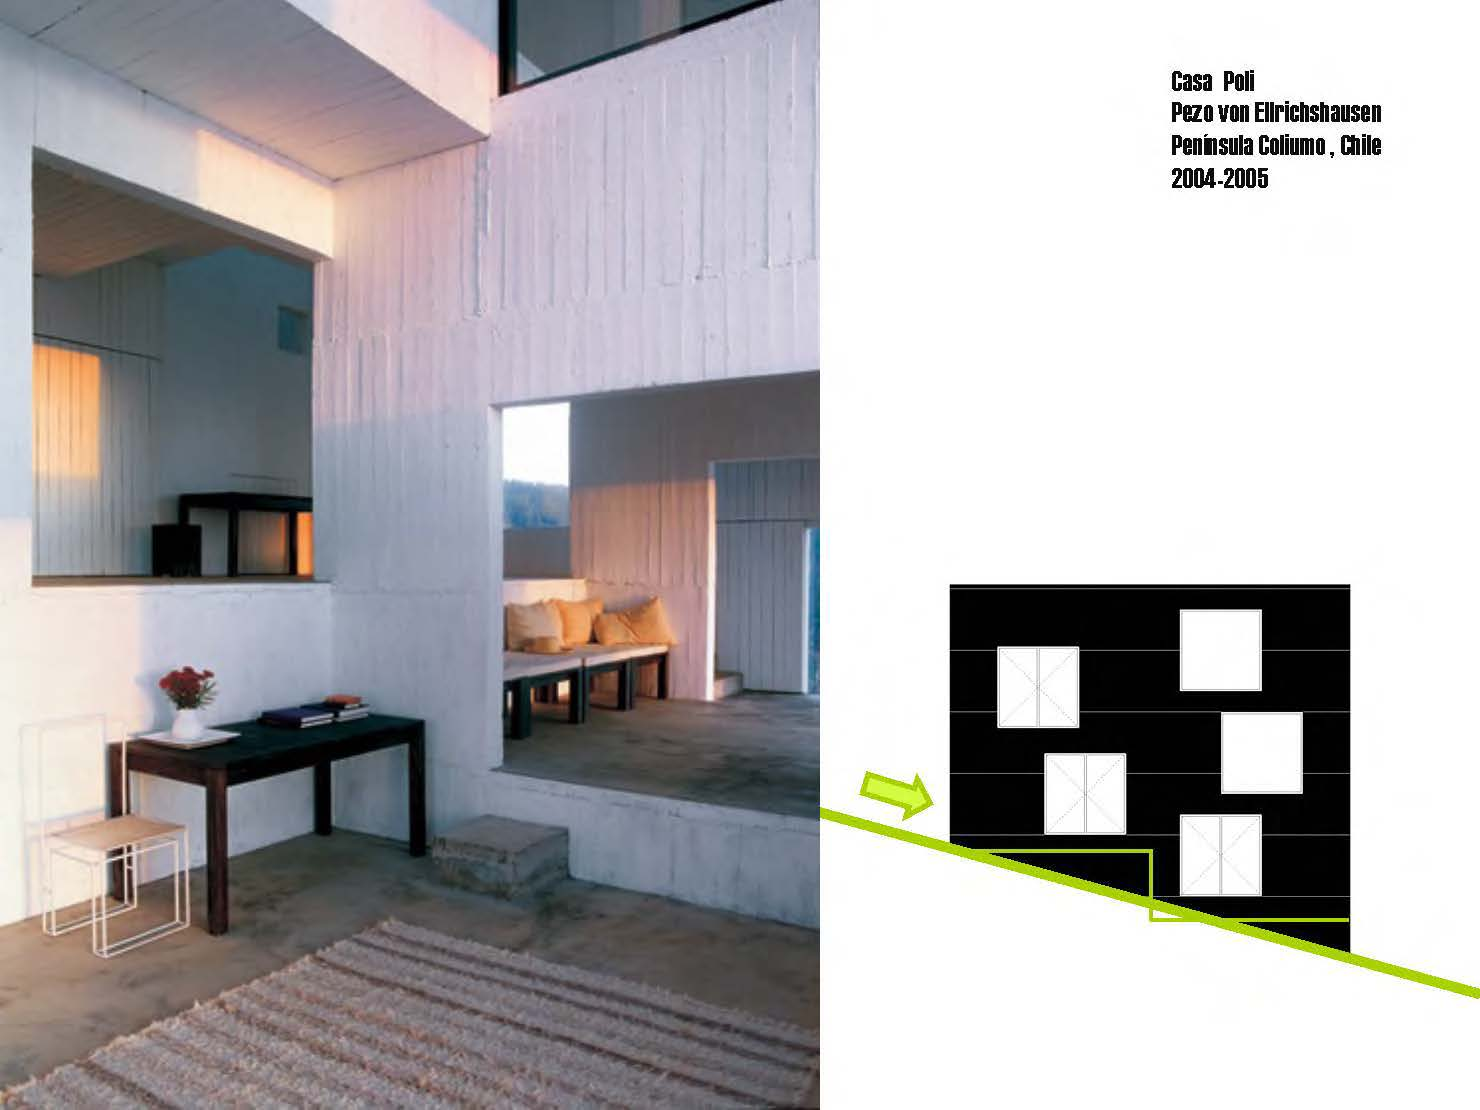 Casa Poli
Pezo von Ellrichshausen
Península Coliumo , Chile
2004-2005